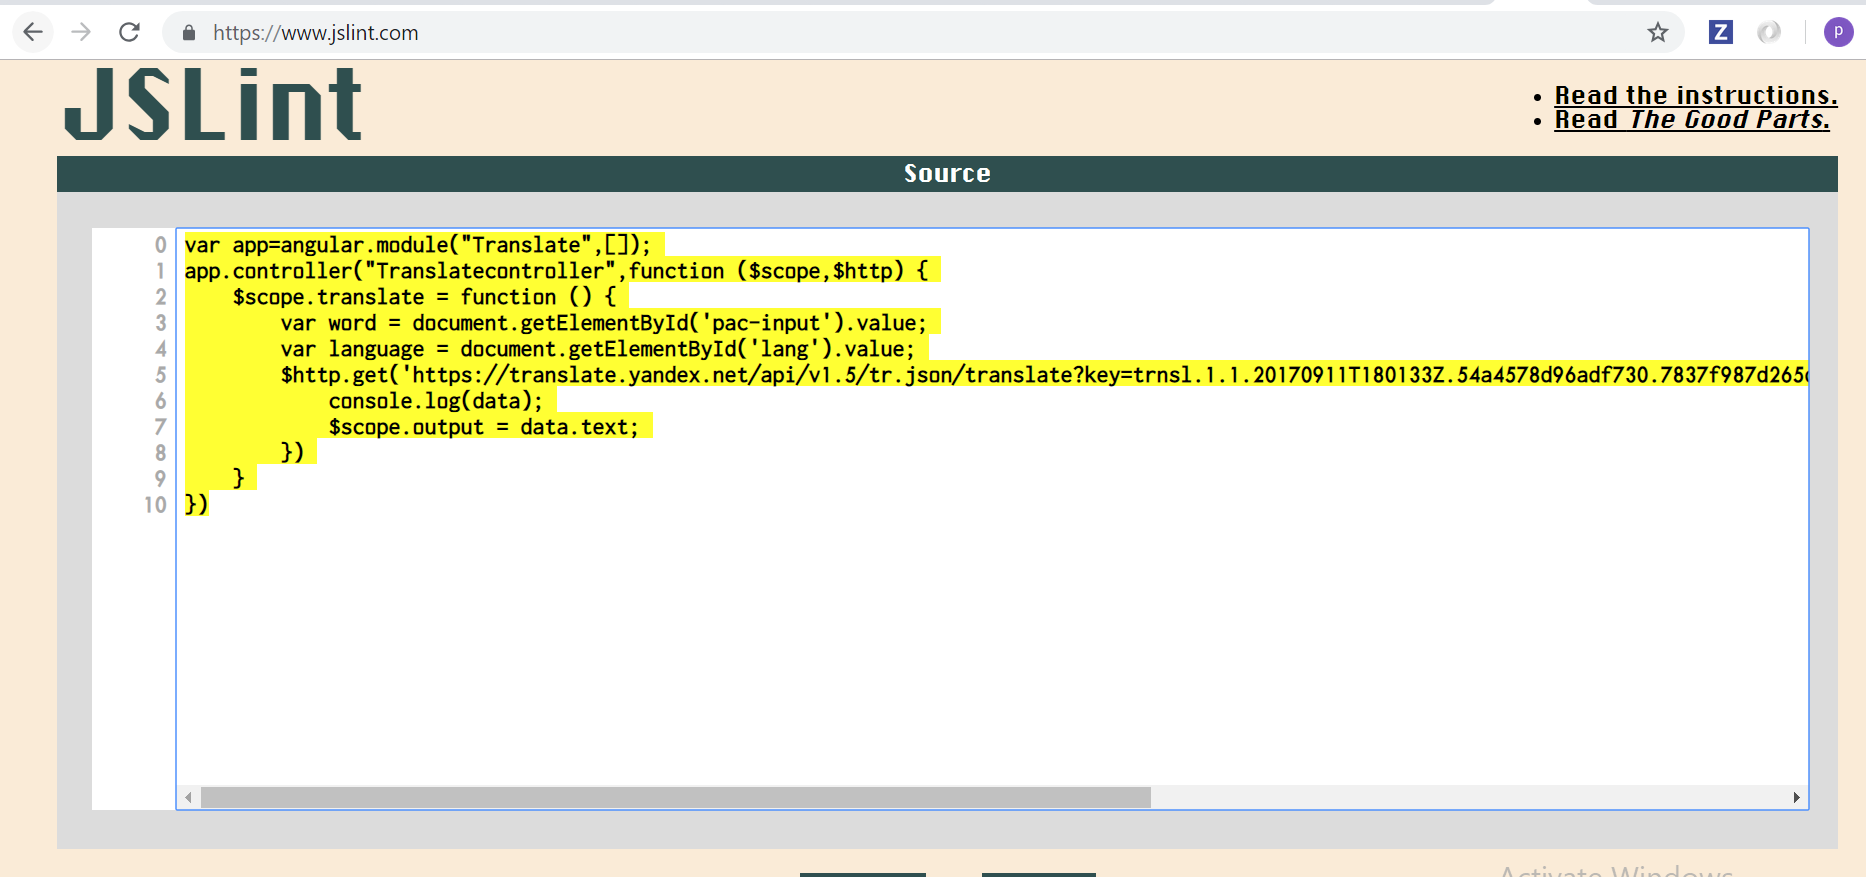 https://www.jslint.com
Z
p
JSLint
Read the instructions.
Read The Good Parts.
Source
0 var app=angular.module("Translate",[]);
1 app.controller("Translatecontroller",function ($scope,$http) {
2     $scope.translate = function () {
3         var word = document.getElementById('pac-input').value;
4         var language = document.getElementById('lang').value;
5         $http.get('https://translate.yandex.net/api/v1.5/tr.json/translate?key=trnsl.1.1.20170911T180133Z.54a4578d96adf730.7837f987d265
6             console.log(data);
7             $scope.output = data.text;
8         })
9     }
10 })
Activate Windows